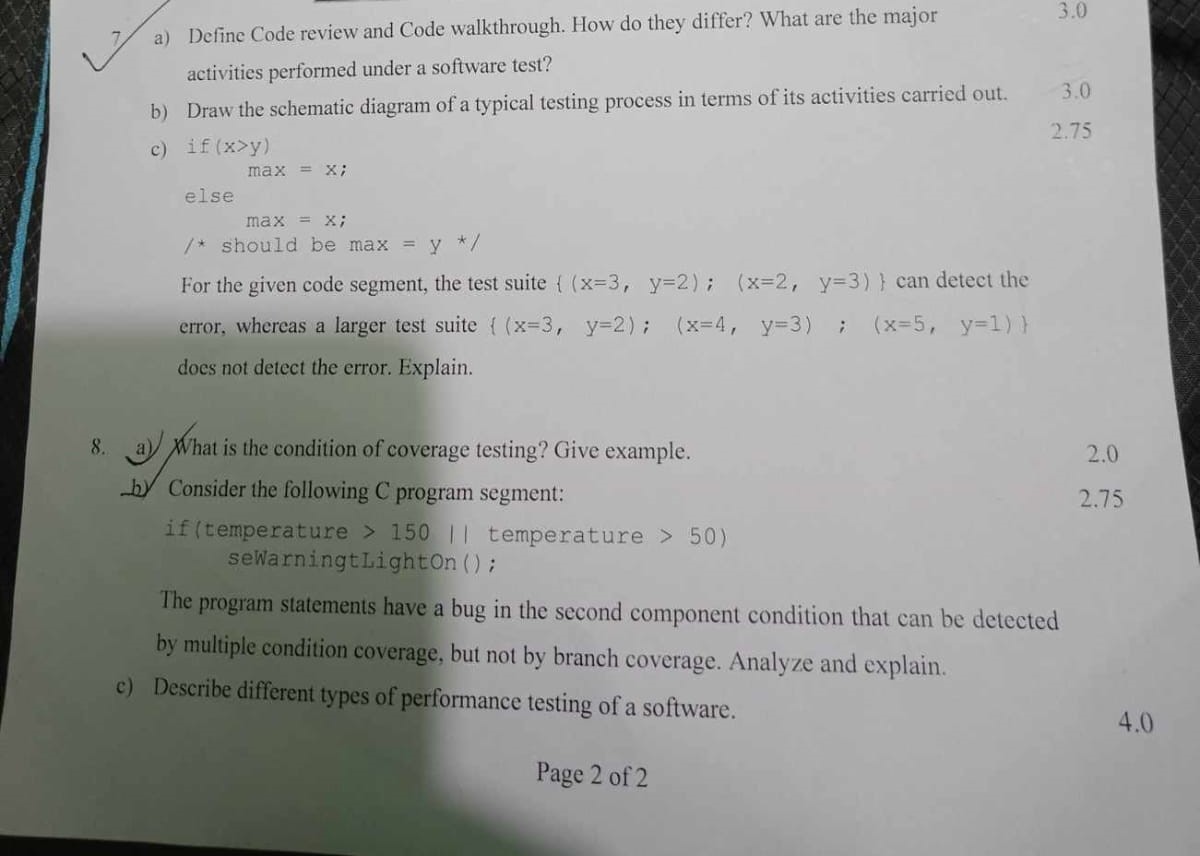 7. a) Define Code review and Code walkthrough. How do they differ? What are the major 3.0
activities performed under a software test?
b) Draw the schematic diagram of a typical testing process in terms of its activities carried out. 3.0
c) if(x>y) 2.75
max = x;
else
max = x;
/* should be max = y */
For the given code segment, the test suite {(x=3, y=2); (x=2, y=3)} can detect the
error, whereas a larger test suite {(x=3, y=2); (x=4, y=3) ; (x=5, y=1)}
does not detect the error. Explain.
8. a) What is the condition of coverage testing? Give example. 2.0
b) Consider the following C program segment: 2.75
if(temperature > 150 || temperature > 50)
seWarningtLightOn();
The program statements have a bug in the second component condition that can be detected
by multiple condition coverage, but not by branch coverage. Analyze and explain.
c) Describe different types of performance testing of a software. 4.0
Page 2 of 2